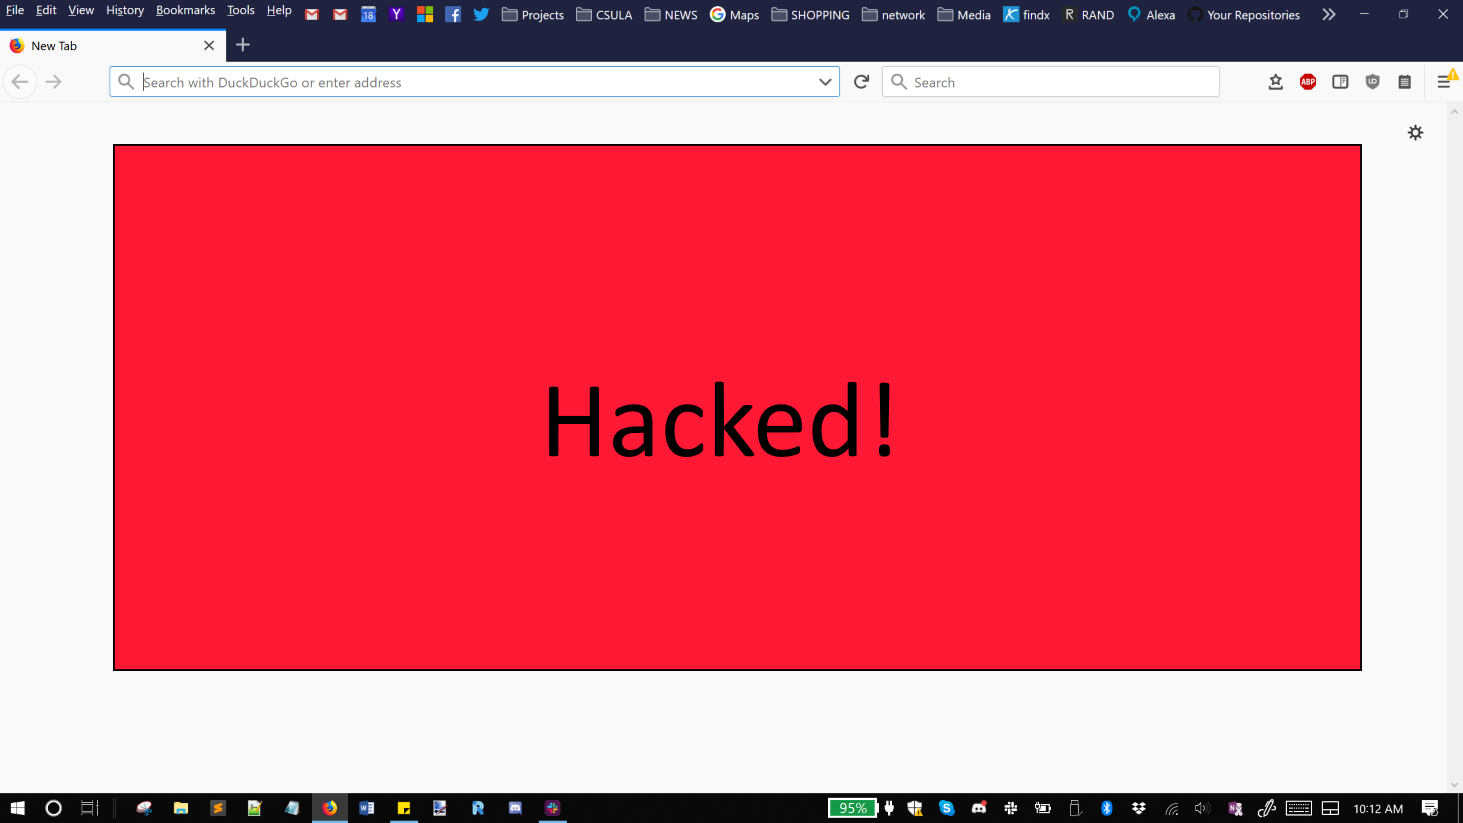 File Edit View History Bookmarks Tools Help 18 Y Projects CSULA NEWS Maps SHOPPING network Media findx R RAND Alexa Your Repositories
New Tab
Search with DuckDuckGo or enter address Search ABP
Hacked!
95% 10:12 AM